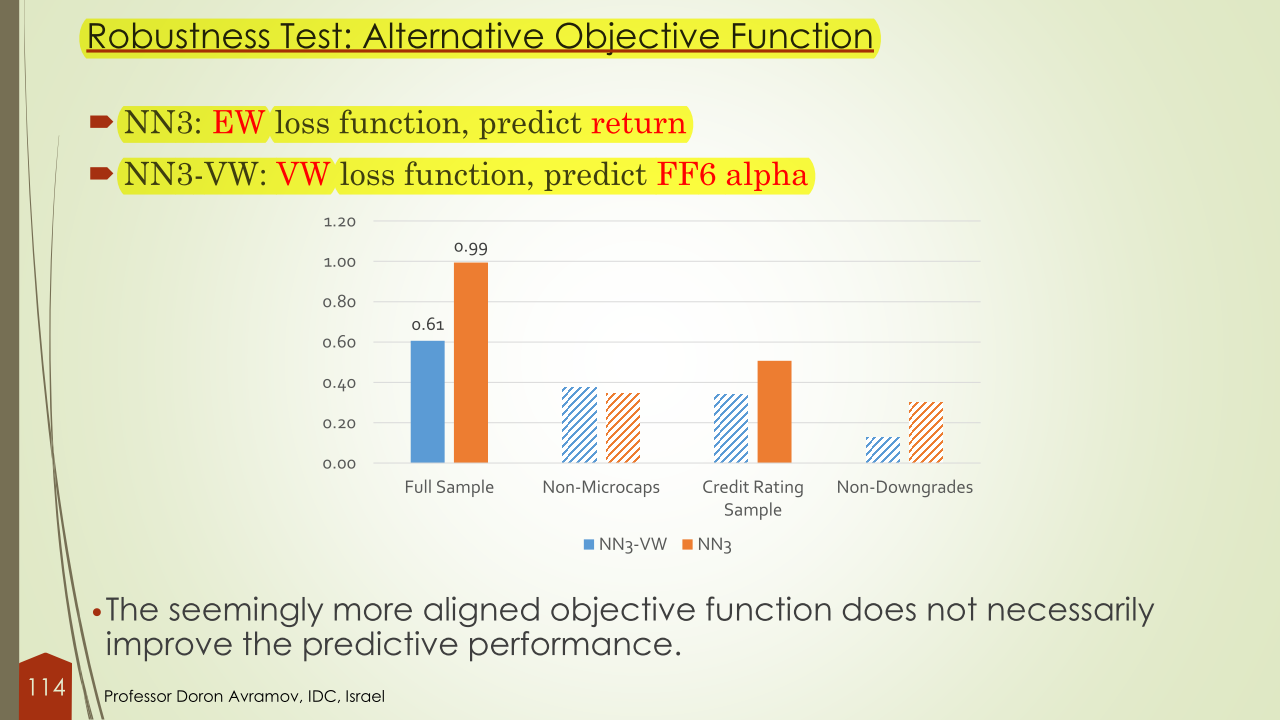 Robustness Test: Alternative Objective Function
NN3: EW loss function, predict return
NN3-VW: VW loss function, predict FF6 alpha
1.20
1.00
0.80
0.60
0.40
0.20
0.00
0.61
0.99
Full Sample
Non-Microcaps
Credit Rating
Sample
Non-Downgrades
NN3-VW NN3
•The seemingly more aligned objective function does not necessarily
improve the predictive performance.
114
Professor Doron Avramov, IDC, Israel